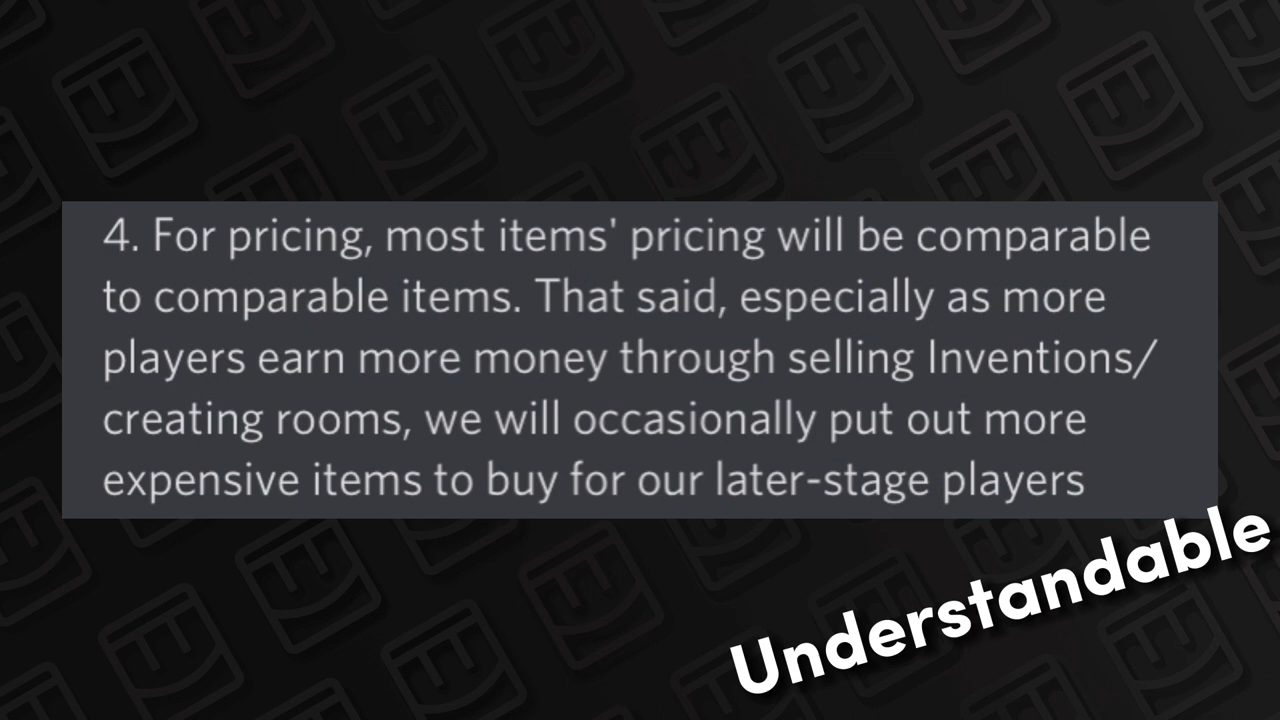 4. For pricing, most items' pricing will be comparable
to comparable items. That said, especially as more
players earn more money through selling Inventions/
creating rooms, we will occasionally put out more
expensive items to buy for our later-stage players
Understandable